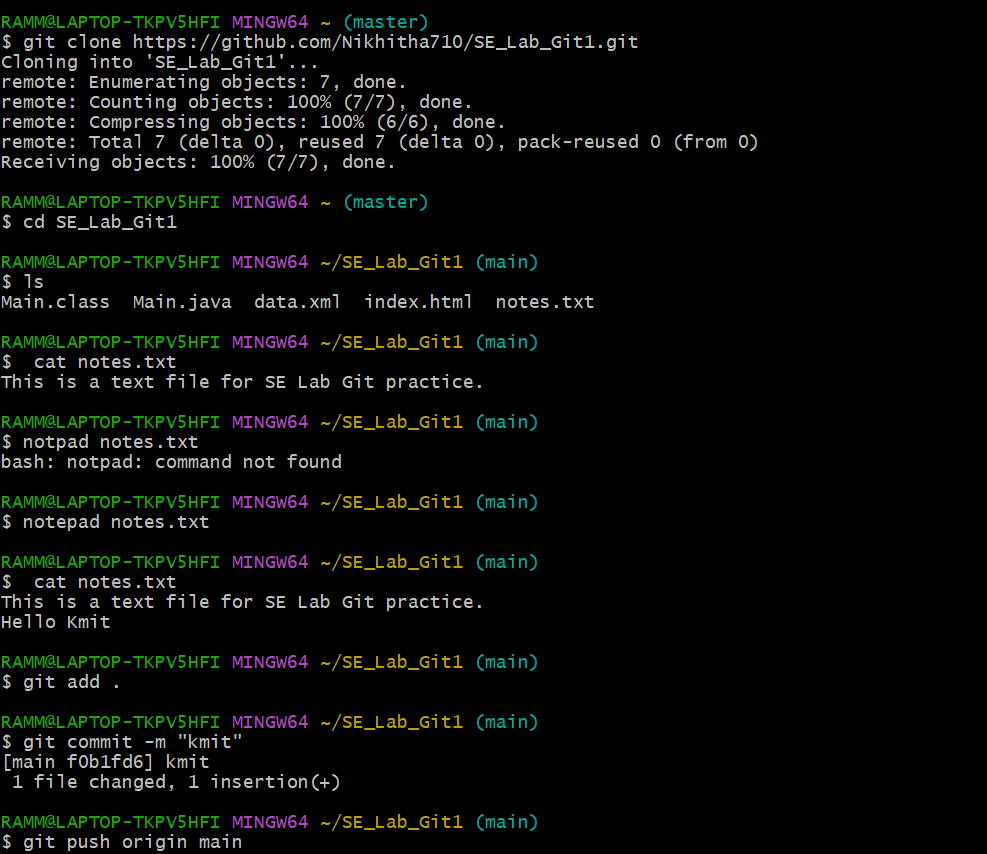 RAMM@LAPTOP-TKPV5HFI MINGW64 ~ (master)
$ git clone https://github.com/Nikhitha710/SE_Lab_Git1.git
Cloning into 'SE_Lab_Git1'...
remote: Enumerating objects: 7, done.
remote: Counting objects: 100% (7/7), done.
remote: Compressing objects: 100% (6/6), done.
remote: Total 7 (delta 0), reused 7 (delta 0), pack-reused 0 (from 0)
Receiving objects: 100% (7/7), done.
RAMM@LAPTOP-TKPV5HFI MINGW64 ~ (master)
$ cd SE_Lab_Git1
RAMM@LAPTOP-TKPV5HFI MINGW64 ~/SE_Lab_Git1 (main)
$ ls
Main.class  Main.java  data.xml  index.html  notes.txt
RAMM@LAPTOP-TKPV5HFI MINGW64 ~/SE_Lab_Git1 (main)
$  cat notes.txt
This is a text file for SE Lab Git practice.
RAMM@LAPTOP-TKPV5HFI MINGW64 ~/SE_Lab_Git1 (main)
$ notpad notes.txt
bash: notpad: command not found
RAMM@LAPTOP-TKPV5HFI MINGW64 ~/SE_Lab_Git1 (main)
$ notepad notes.txt
RAMM@LAPTOP-TKPV5HFI MINGW64 ~/SE_Lab_Git1 (main)
$  cat notes.txt
This is a text file for SE Lab Git practice.
Hello Kmit
RAMM@LAPTOP-TKPV5HFI MINGW64 ~/SE_Lab_Git1 (main)
$ git add .
RAMM@LAPTOP-TKPV5HFI MINGW64 ~/SE_Lab_Git1 (main)
$ git commit -m "kmit"
[main f0b1fd6] kmit
 1 file changed, 1 insertion(+)
RAMM@LAPTOP-TKPV5HFI MINGW64 ~/SE_Lab_Git1 (main)
$ git push origin main